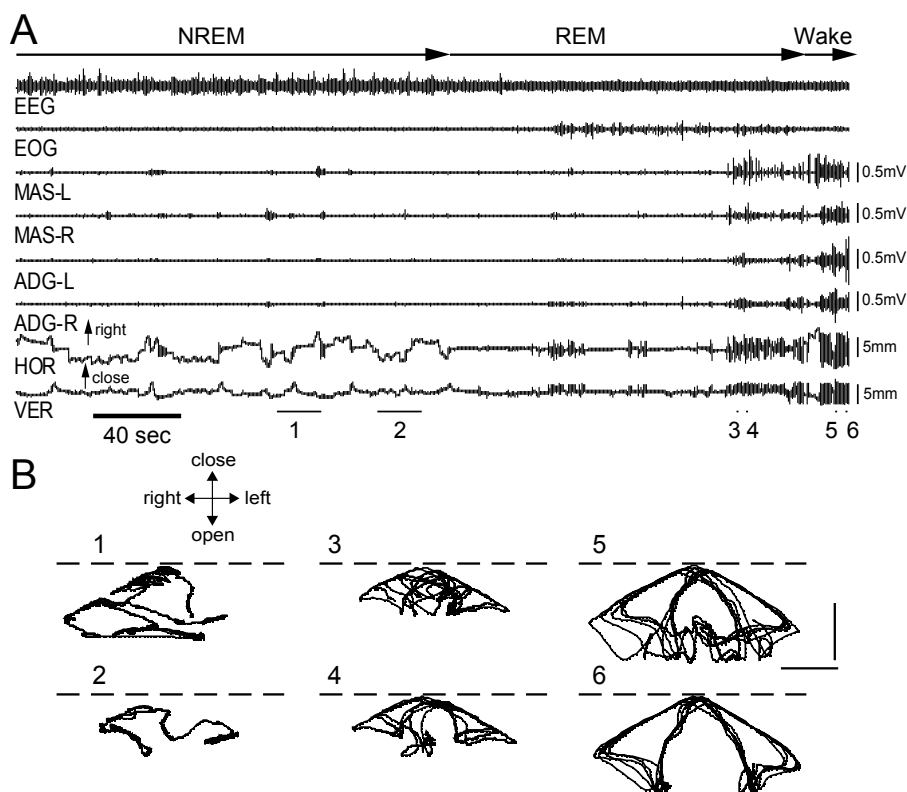 A
NREM REM Wake
EEG
EOG
MAS-L 0.5mV
MAS-R 0.5mV
ADG-L 0.5mV
ADG-R 0.5mV
right
HOR 5mm
close
VER 5mm
40 sec 1 2 3 4 5 6
B
close
right left
open
1 3 5
2 4 6